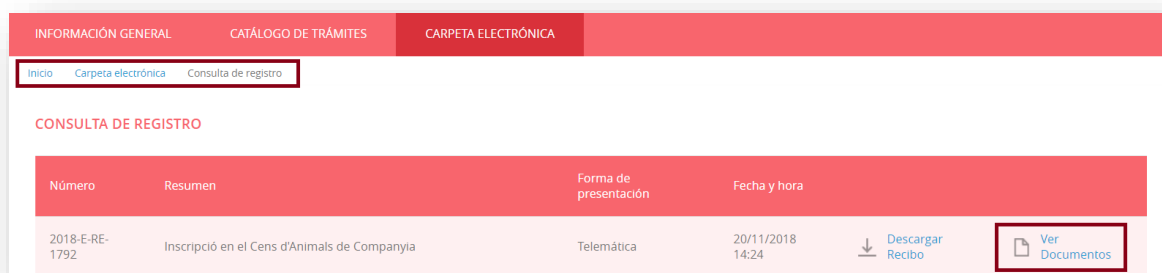 INFORMACIÓN GENERAL CATÁLOGO DE TRÁMITES CARPETA ELECTRÓNICA
Inicio Carpeta electrónica Consulta de registro
CONSULTA DE REGISTRO
Número Resumen Forma de presentación Fecha y hora
2018-E-RE-1792 Inscripció en el Cens d'Animals de Companyia Telemática 20/11/2018 14:24 Descargar Recibo Ver Documentos